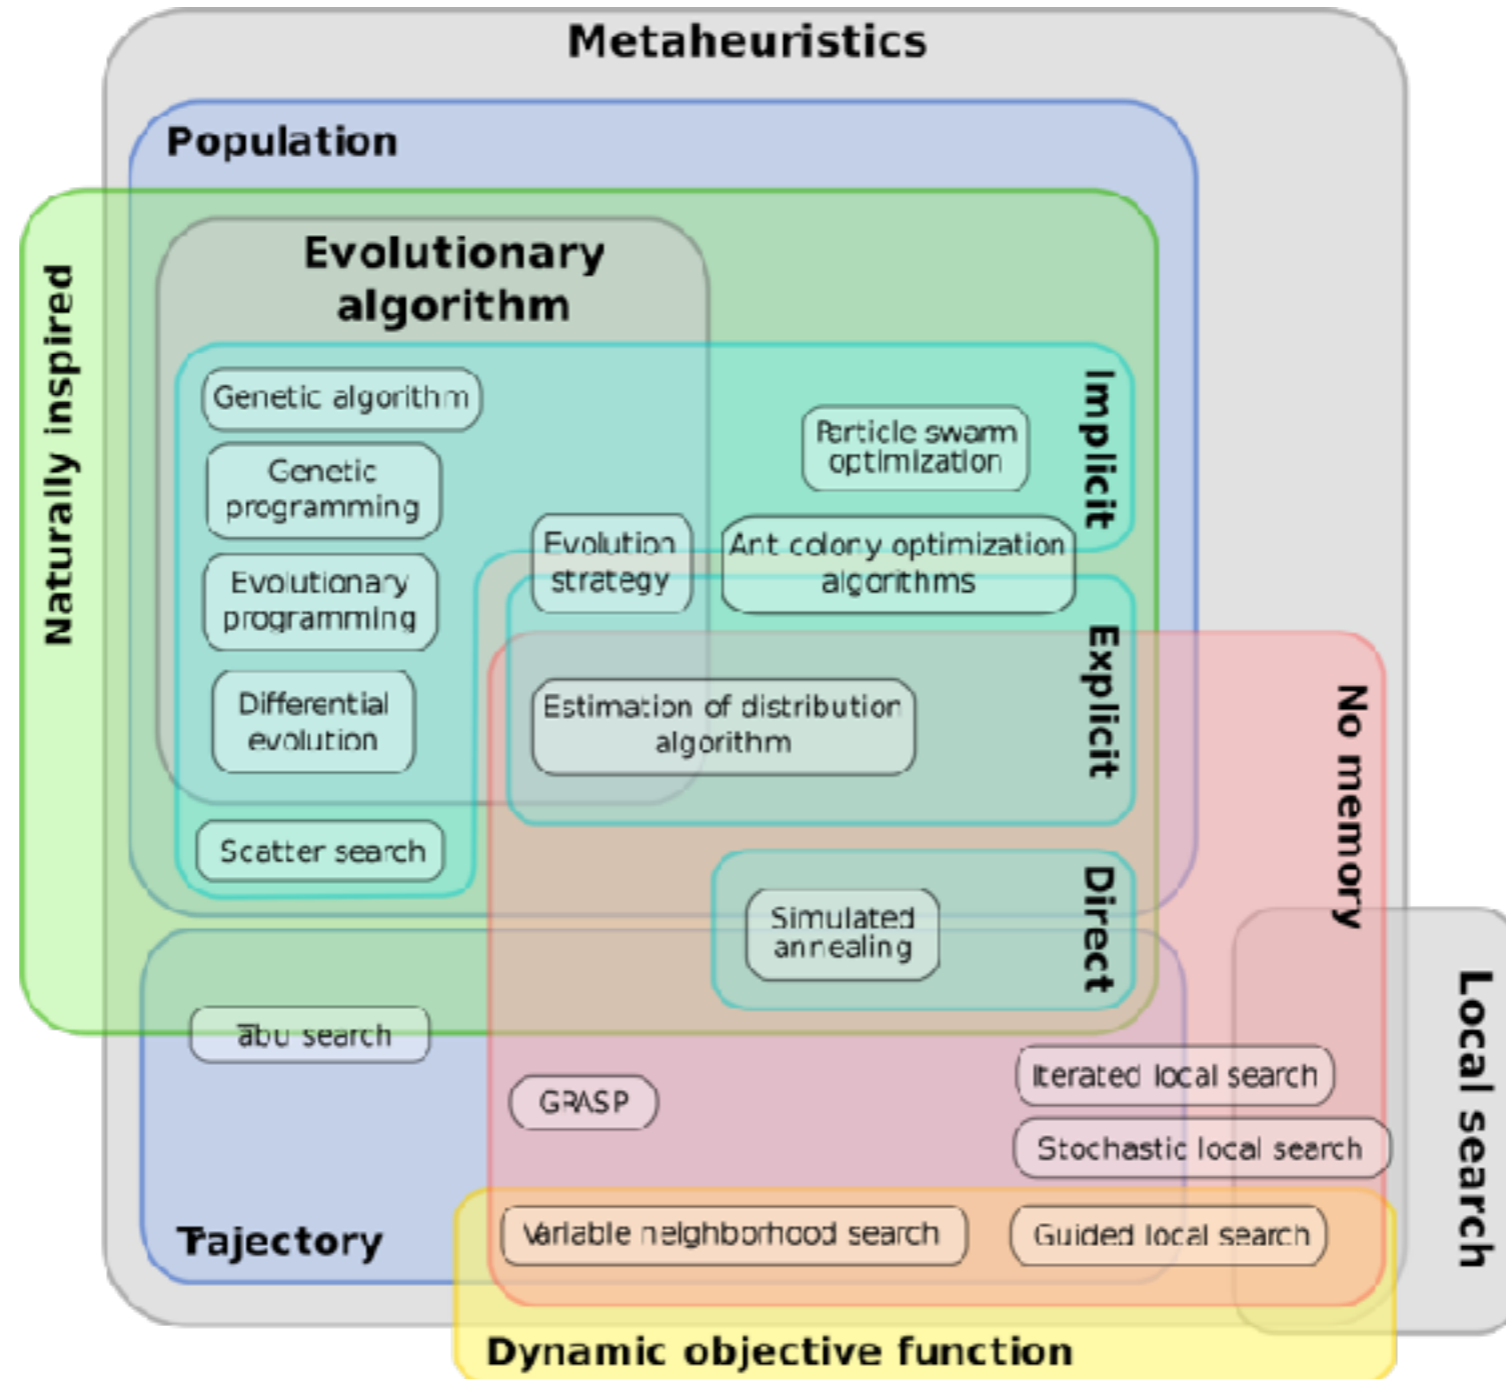 Metaheuristics
Population
Naturally inspired
Evolutionary
algorithm
Implicit
Genetic algorithm
Particle swarm
optimization
Genetic
programming
Evolution
strategy
Ant colony optimization
algorithms
Evolutionary
programming
Explicit
No memory
Differential
evolution
Estimation of distribution
algorithm
Scatter search
Direct
Simulated
annealing
Local search
Tabu search
Iterated local search
GRASP
Stochastic local search
Trajectory
Variable neighborhood search
Guided local search
Dynamic objective function